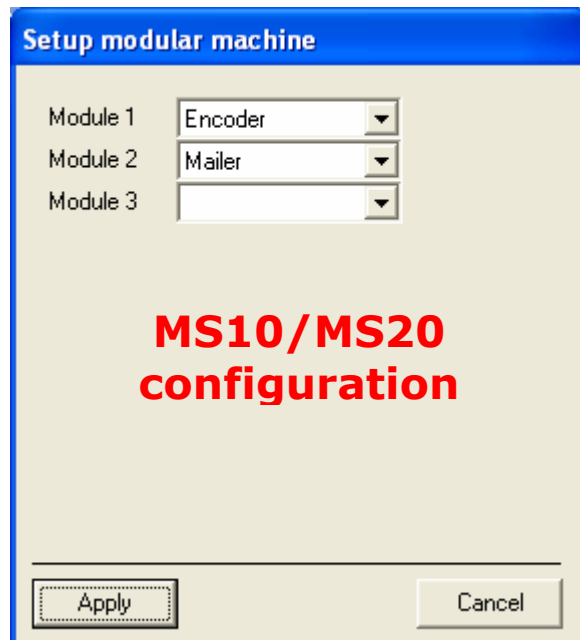 Setup modular machine
Module 1 Encoder
Module 2 Mailer
Module 3
MS10/MS20
configuration
Apply Cancel